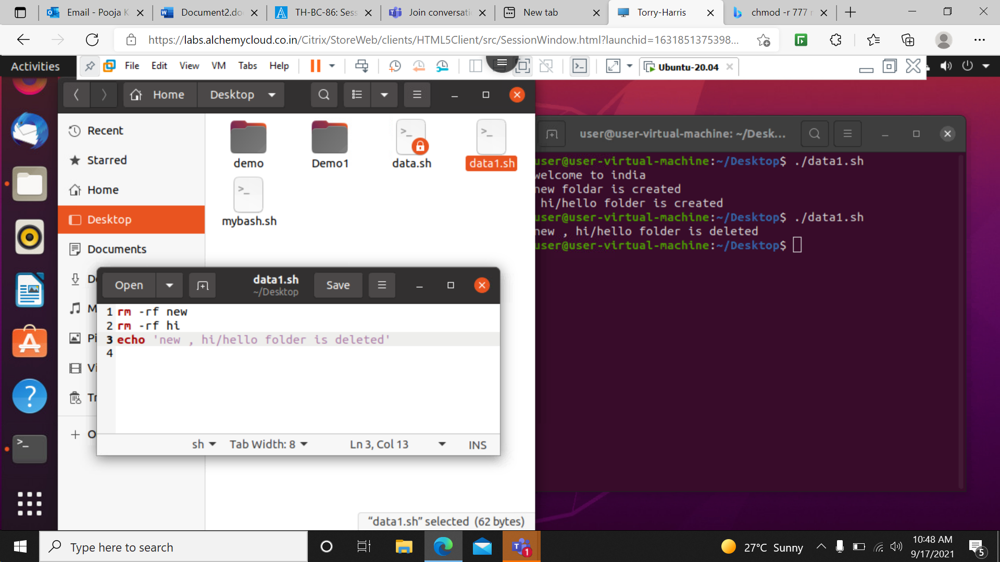 Email - Pooja K
Document2.do
TH-BC-86: Sess
Join conversati
New tab
Torry-Harris
chmod -r 777 r
https://labs.alchemycloud.co.in/Citrix/StoreWeb/clients/HTML5Client/src/SessionWindow.html?launchid=1631851375398...
Activities
File Edit View VM Tabs Help
Ubuntu-20.04
Home Desktop
Recent
Starred
Home
Desktop
Documents
D
M
Pi
Vi
Tr
O
demo
Demo1
data.sh
data1.sh
mybash.sh
"data1.sh" selected (62 bytes)
Open
data1.sh
~/Desktop
Save
1 rm -rf new
2 rm -rf hi
3 echo 'new , hi/hello folder is deleted'
4
sh Tab Width: 8 Ln 3, Col 13 INS
user@user-virtual-machine: ~/Desk...
user@user-virtual-machine:~/Desktop$ ./data1.sh
welcome to india
new foldar is created
hi/hello folder is created
user@user-virtual-machine:~/Desktop$ ./data1.sh
new , hi/hello folder is deleted
user@user-virtual-machine:~/Desktop$
Type here to search
1
27°C Sunny
10:48 AM
9/17/2021
5